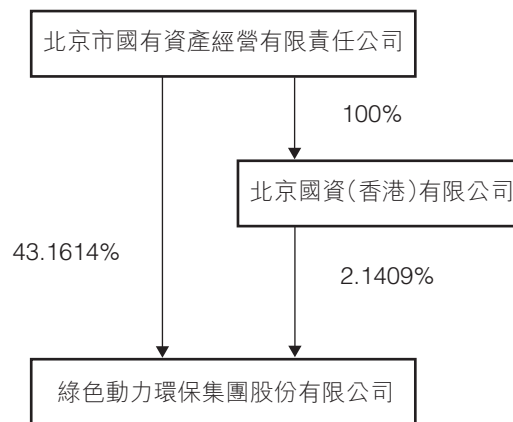 北京市國有資產經營有限責任公司
100%
北京國資(香港)有限公司
43.1614%
2.1409%
綠色動力環保集團股份有限公司